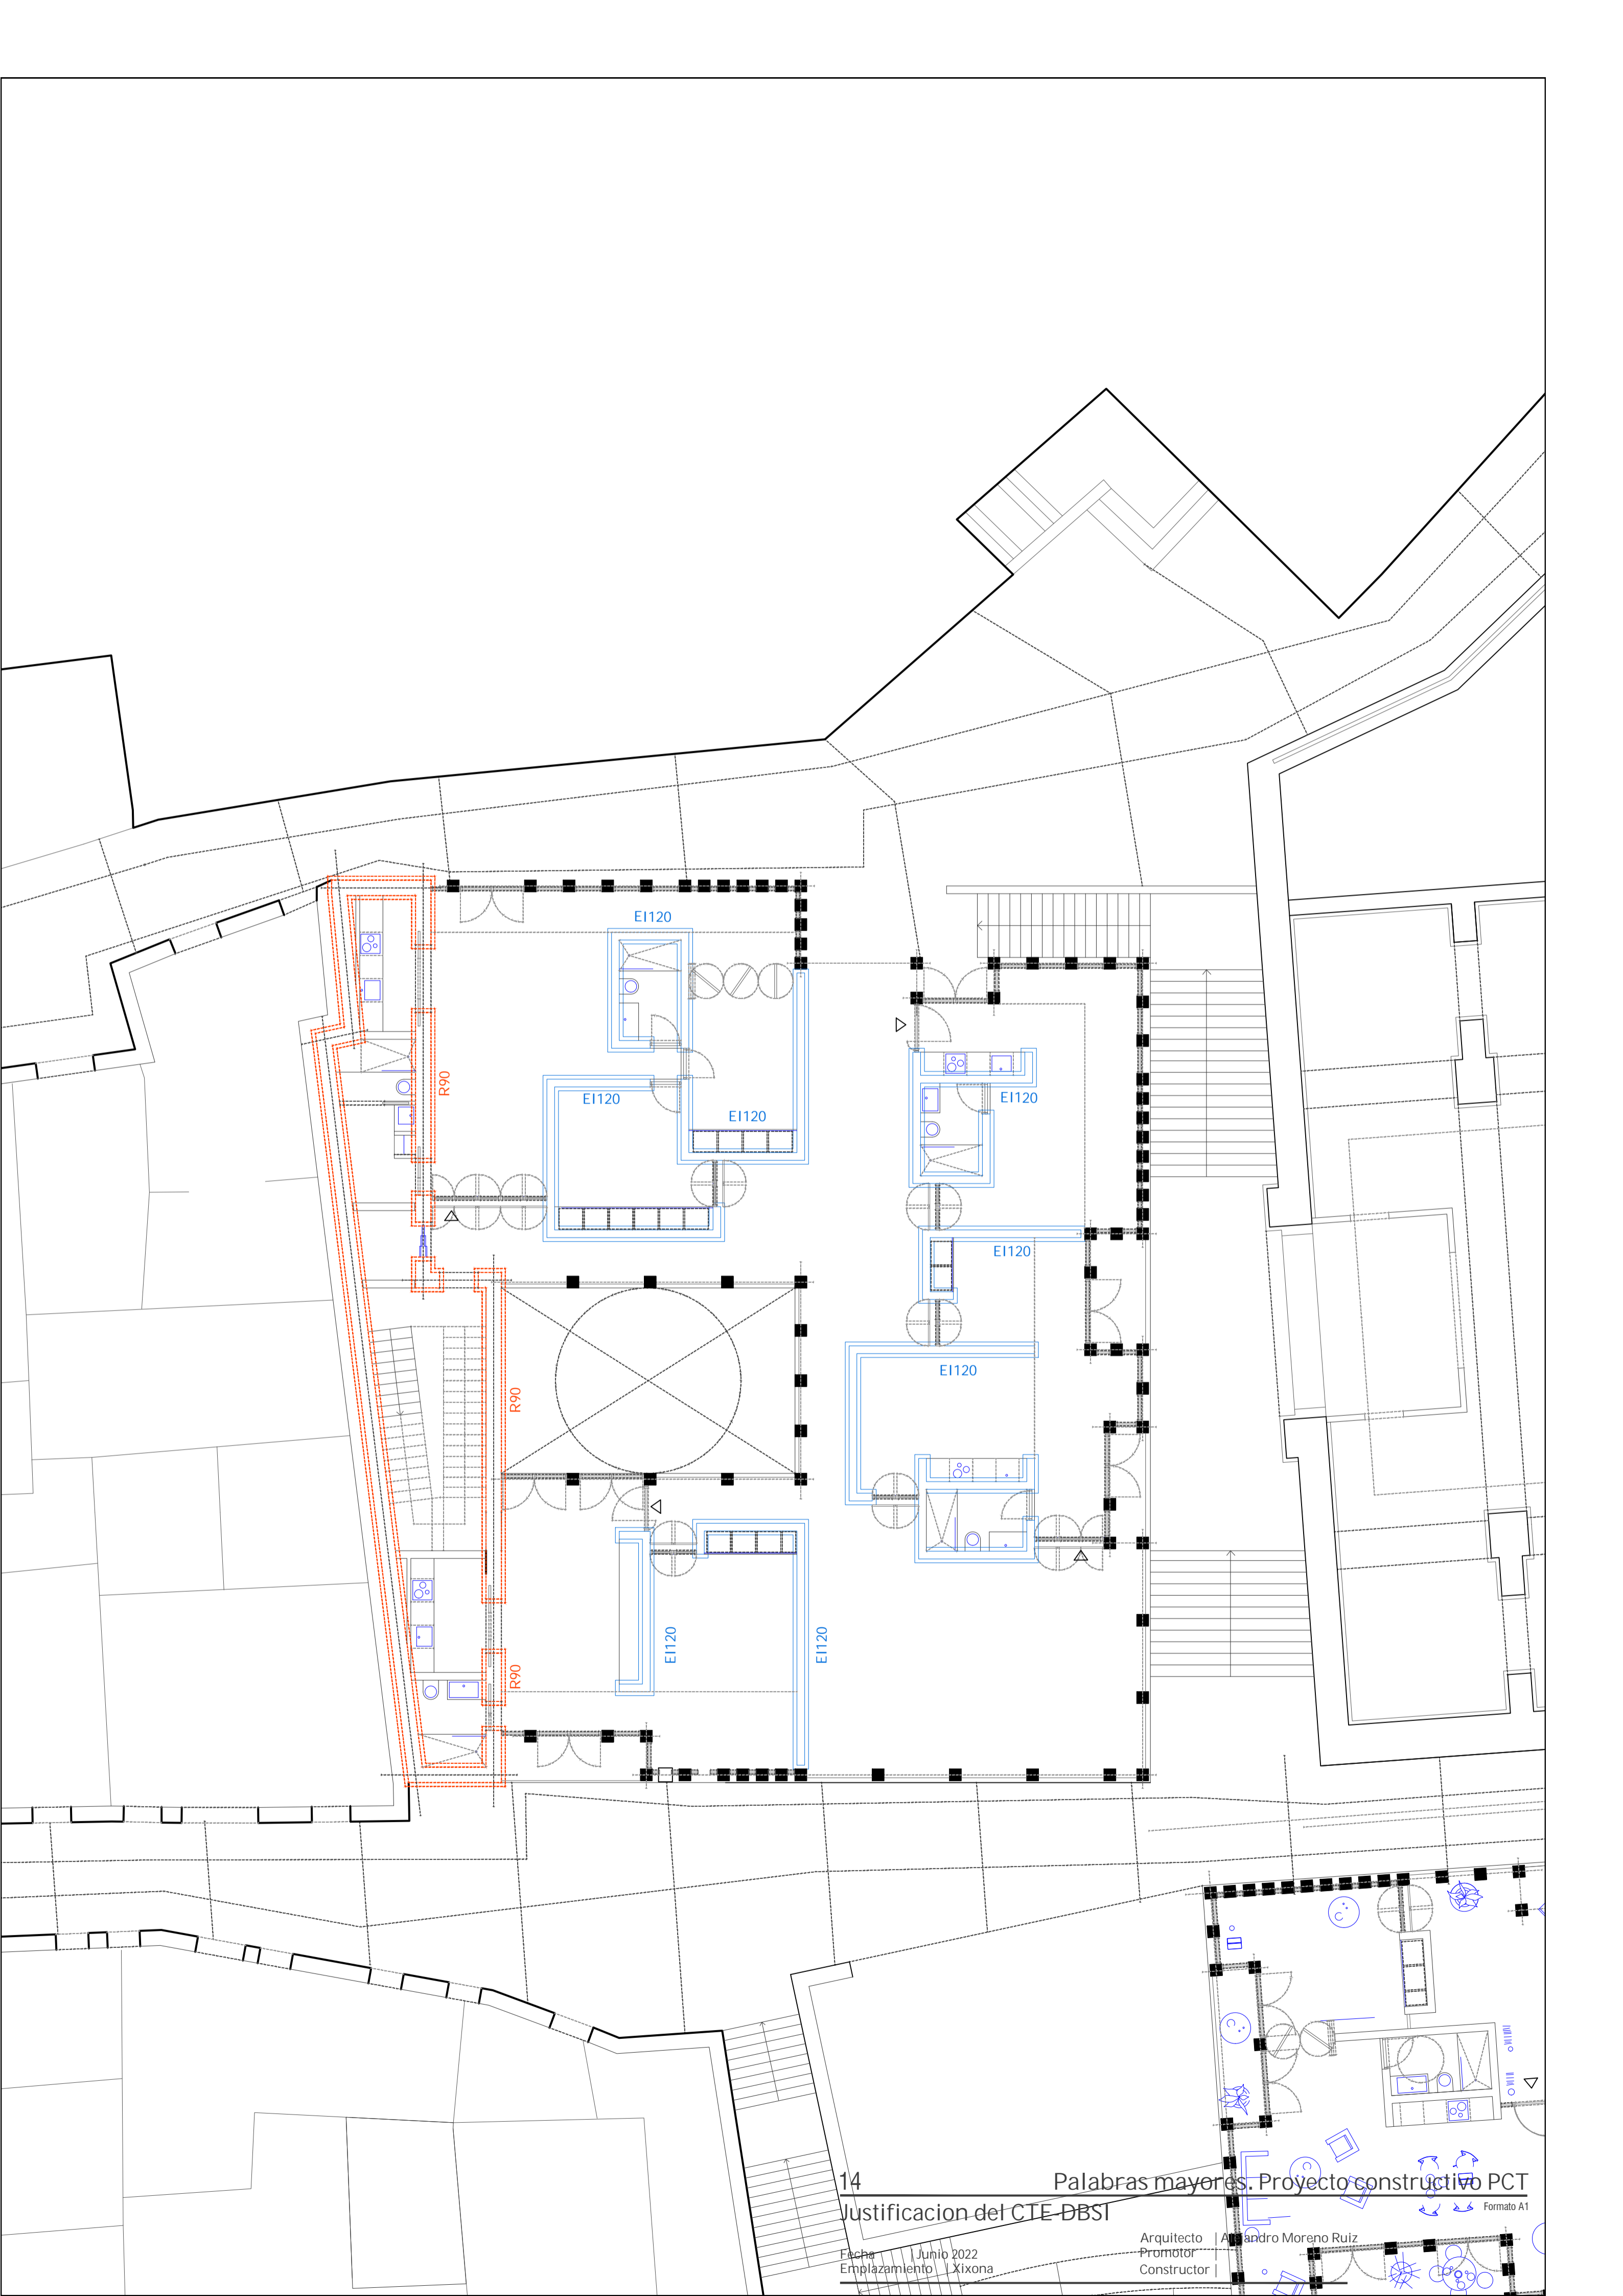 EI120
R90
EI120
EI120
EI120
EI120
EI120
R90
EI120
EI120
R90
14
Palabras mayores. Proyecto constructivo PCT
Justificacion del CTE-DBSI
Formato A1
Arquitecto | Alejandro Moreno Ruiz
Fecha | Junio 2022
Promotor |
Emplazamiento | Xixona
Constructor |